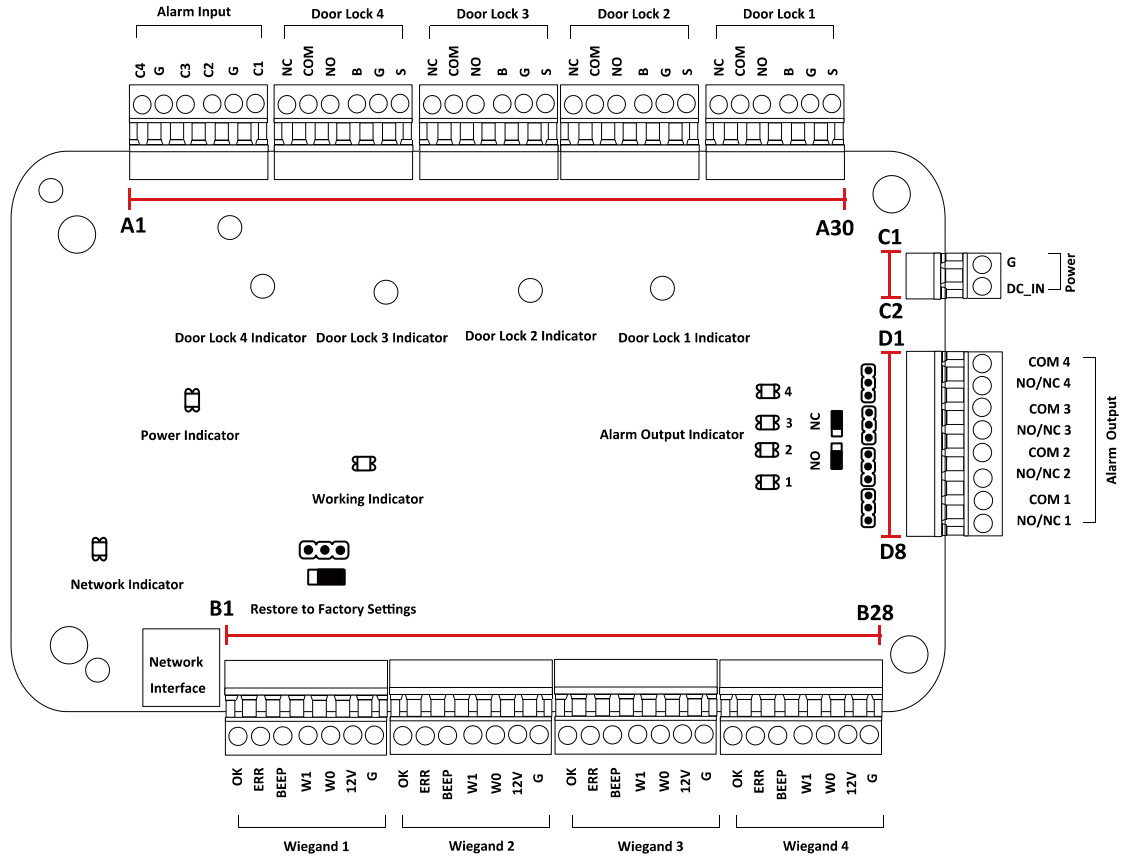 Alarm Input Door Lock 4 Door Lock 3 Door Lock 2 Door Lock 1
C4 G C3 C2 G C1 NC COM NO B G S NC COM NO B G S NC COM NO B G S NC COM NO B G S
A1 A30
C1
G
DC_IN
Power
C2
Door Lock 4 Indicator Door Lock 3 Indicator Door Lock 2 Indicator Door Lock 1 Indicator
D1
COM 4
NO/NC 4
COM 3
NO/NC 3
COM 2
NO/NC 2
COM 1
NO/NC 1
Alarm Output
4
3
2
1
NC
NO
Alarm Output Indicator
Power Indicator
Working Indicator
D8
Network Indicator
Restore to Factory Settings
B1 B28
Network
Interface
OK ERR BEEP W1 W0 12V G OK ERR BEEP W1 W0 12V G OK ERR BEEP W1 W0 12V G OK ERR BEEP W1 W0 12V G
Wiegand 1 Wiegand 2 Wiegand 3 Wiegand 4